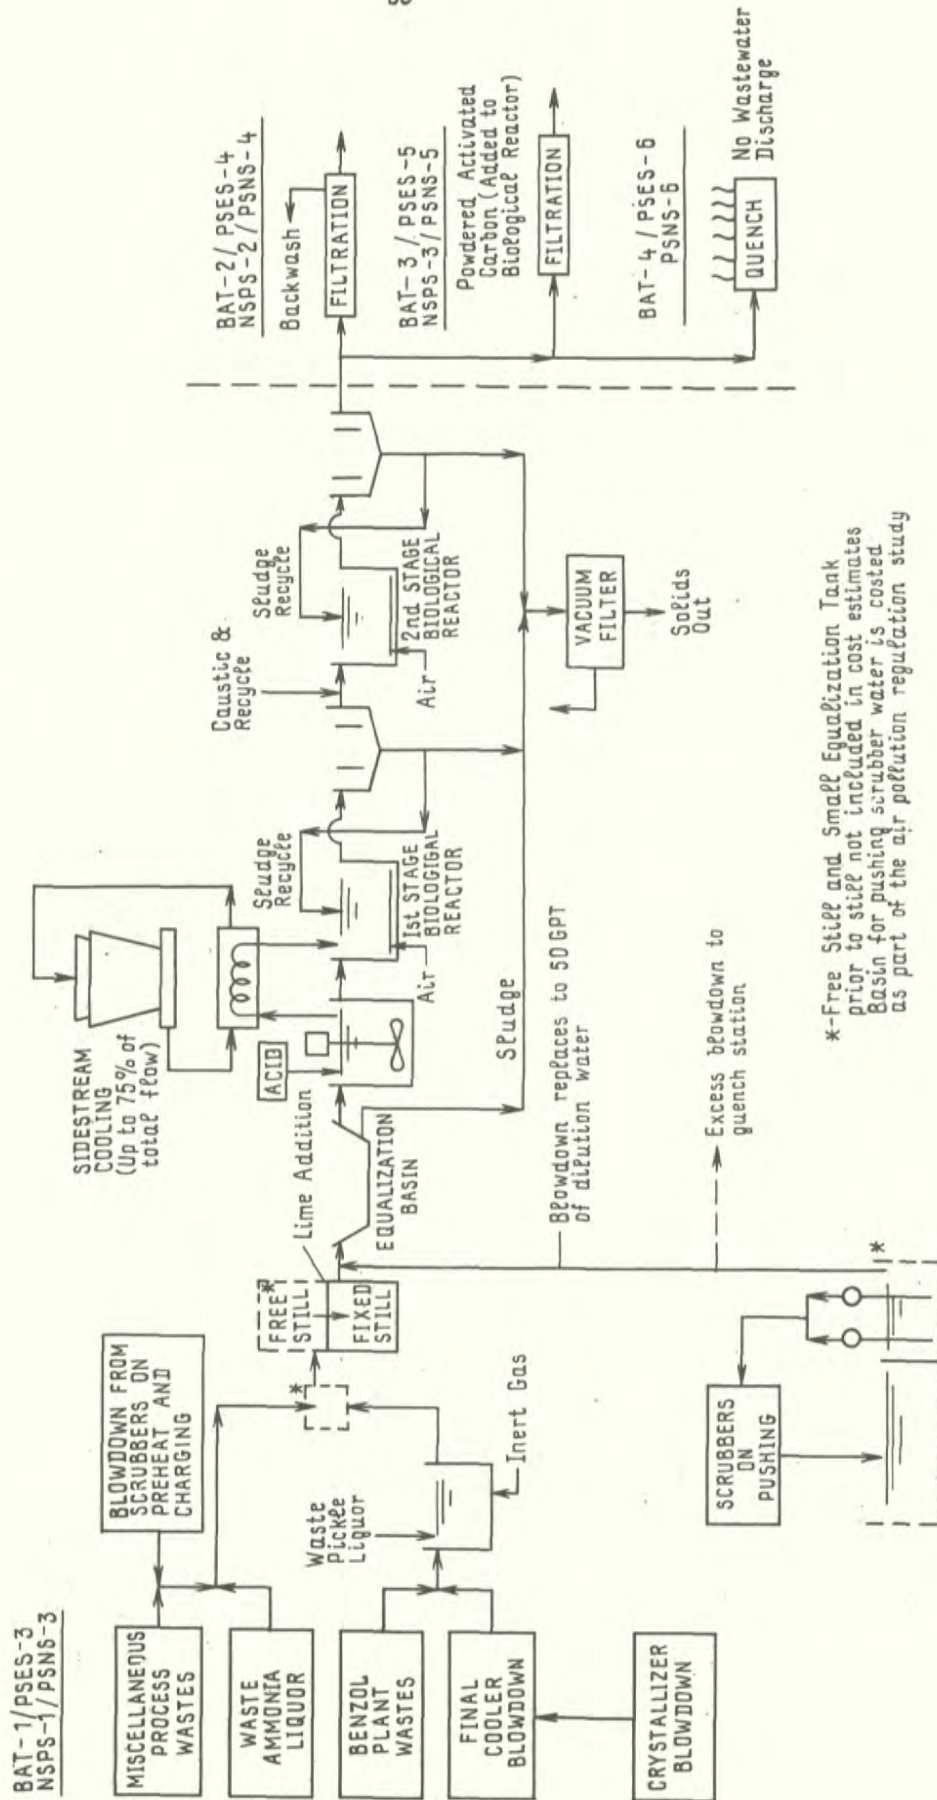 BAT-1/PSES-3
NSPS-1/PSNS-3
MISCELLANEOUS
PROCESS
WASTES
BLOWDOWN FROM
SCRUBBERS ON
PREHEAT AND
CHARGING
WASTE
AMMONIA
LIQUOR
BENZOL
PLANT
WASTES
FINAL
COOLER
BLOWDOWN
CRYSTALLIZER
BLOWDOWN
Waste
Pickle
Liquor
Inert Gas
*
FREE*
STILL
FIXED
STILL
Lime Addition
EQUALIZATION
BASIN
SCRUBBERS
ON
PUSHING
*
Blowdown replaces to 50 GPT
of dilution water
Excess blowdown to
quench station
SIDESTREAM
COOLING
(Up to 75% of
total flow)
ACID
Sludge
Recycle
1st STAGE
BIOLOGIGAL
REACTOR
Air
Sludge
Caustic &
Recycle
Sludge
Recycle
2nd STAGE
BIOLOGICAL
REACTOR
Air
VACUUM
FILTER
Solids
Out
BAT-2/PSES-4
NSPS-2/PSNS-4
Backwash
FILTRATION
BAT-3/PSES-5
NSPS-3/PSNS-5
Powdered Activated
Carbon (Added to
Biological Reactor)
FILTRATION
BAT-4/PSES-6
PSNS-6
QUENCH
No Wastewater
Discharge
*-Free Still and Small Equalization Tank
prior to still not included in cost estimates
Basin for pushing scrubber water is costed
as part of the air pollution regulation study